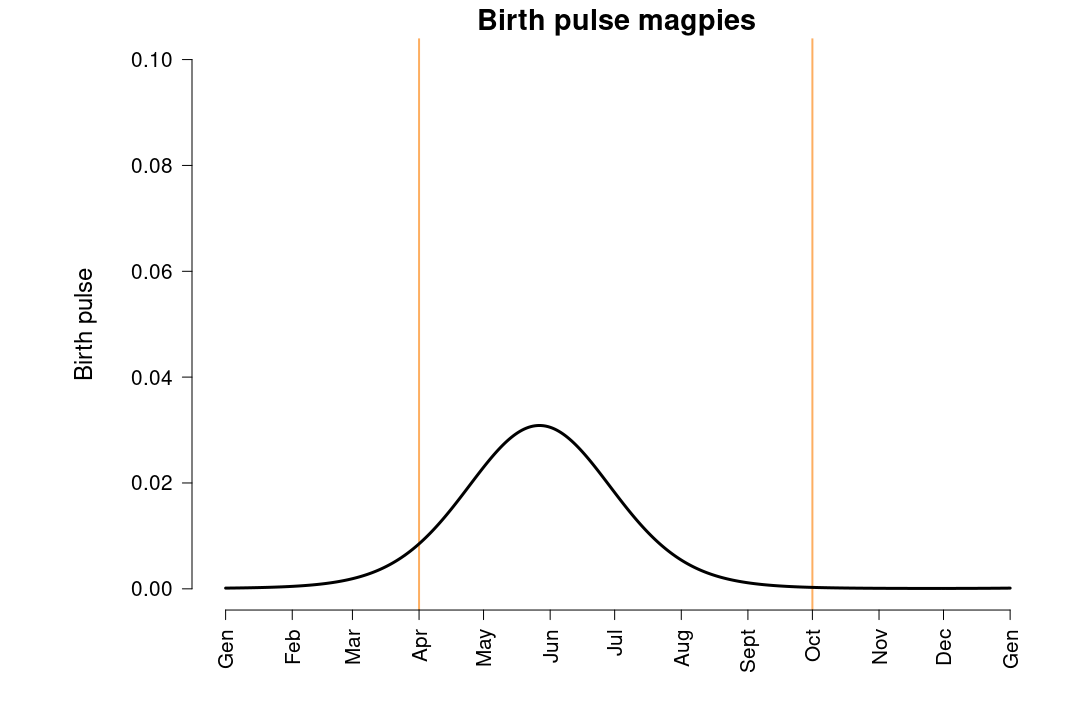 Birth pulse magpies
0.10
0.08
0.06
0.04
0.02
0.00
Birth pulse
Gen
Feb
Mar
Apr
May
Jun
Jul
Aug
Sept
Oct
Nov
Dec
Gen